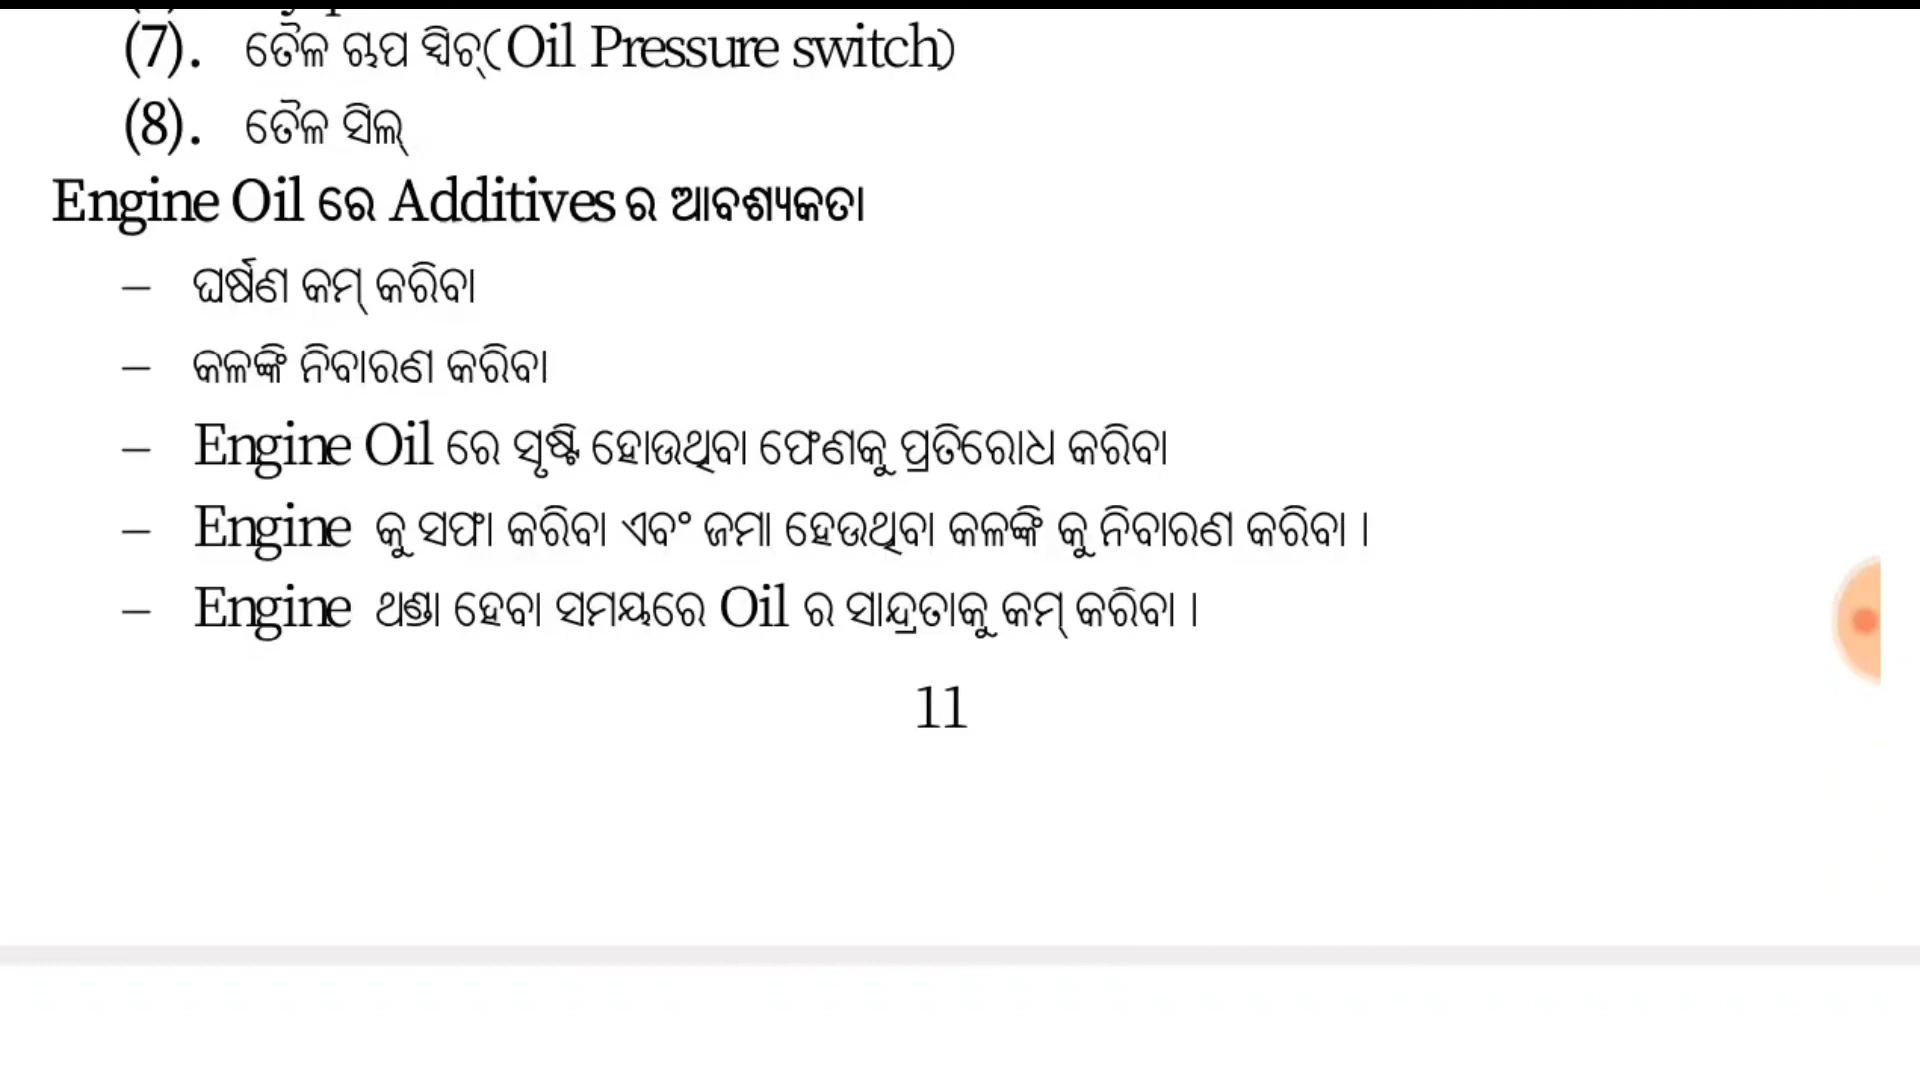 (7). ତୈଳ ଋପ ସ୍ଵିଚ୍(Oil Pressure switch)
(8). ତୈଳ ସିଲ୍
Engine Oil ରେ Additives ର ଆବଶ୍ୟକତା
– ଘର୍ଷଣ କମ୍ କରିବା
– କଳଙ୍କି ନିବାରଣ କରିବା
– Engine Oil ରେ ସୃଷ୍ଟି ହୋଉଥିବା ଫେଣକୁ ପ୍ରତିରୋଧ କରିବା
– Engine କୁ ସଫା କରିବା ଏବଂ ଜମା ହେଉଥିବା କଳଙ୍କି କୁ ନିବାରଣ କରିବା ।
– Engine ଥଣ୍ଡା ହେବା ସମୟରେ Oil ର ସାନ୍ଦ୍ରତାକୁ କମ୍ କରିବା ।
11